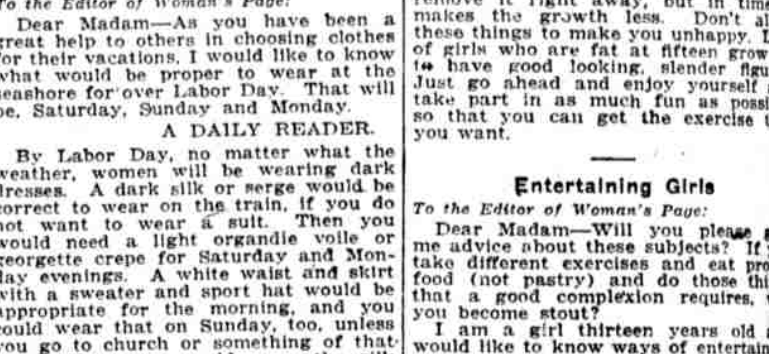 To the Editor of Woman's Page:
Dear Madam—As you have been a
great help to others in choosing clothes
for their vacations, I would like to know
what would be proper to wear at the
seashore for over Labor Day. That will
be, Saturday, Sunday and Monday.
A DAILY READER.
By Labor Day, no matter what the
weather, women will be wearing dark
dresses. A dark silk or serge would be
correct to wear on the train, if you do
not want to wear a suit. Then you
would need a light organdie voile or
georgette crepe for Saturday and Mon-
day evenings. A white waist and skirt
with a sweater and sport hat would be
appropriate for the morning, and you
could wear that on Sunday, too, unless
you go to church or something of that
remove it right away, but in time
makes the growth less. Don't
these things to make you unhappy.
of girls who are fat at fifteen grow
to have good looking, slender
Just go ahead and enjoy yourself
take part in as much fun as
so that you can get the exercise
you want.
Entertaining Girls
To the Editor of Woman's Page:
Dear Madam—Will you please
me advice about these subjects? If
take different exercises and eat
food (not pastry) and do those
that a good complexion requires,
you become stout?
I am a girl thirteen years old
would like to know ways of